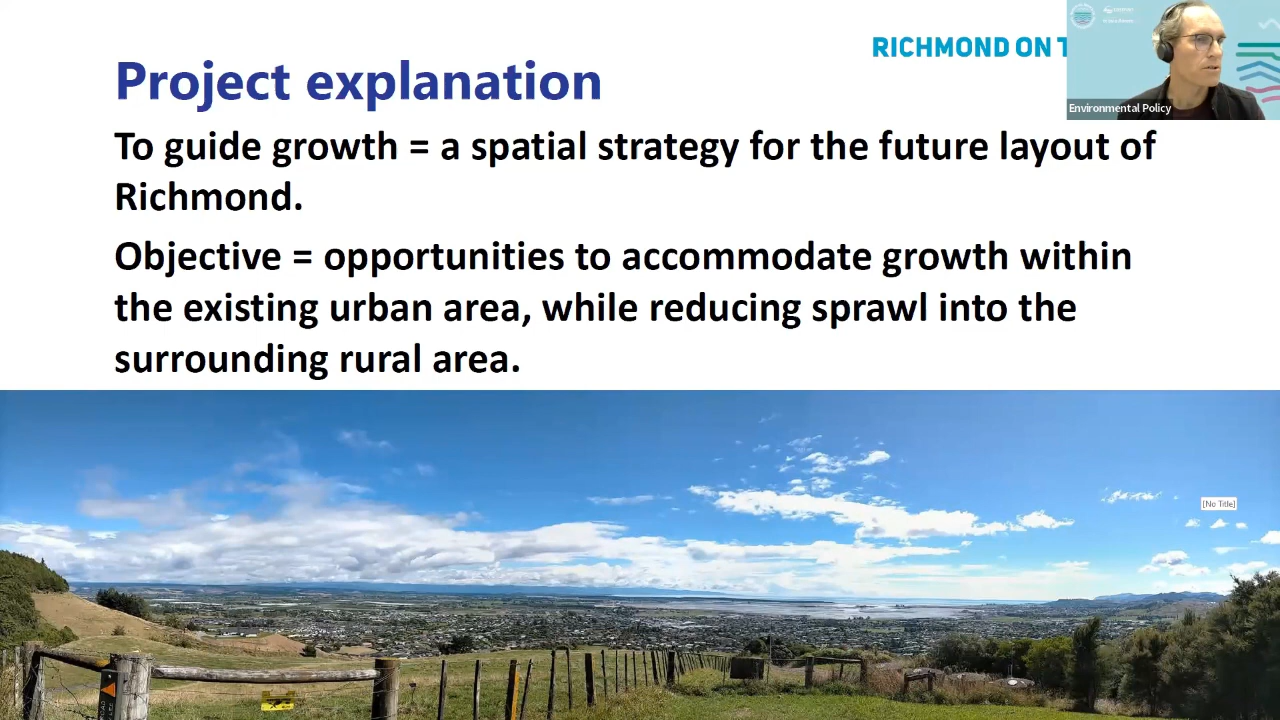 RICHMOND ON T
Project explanation
Environmental Policy
To guide growth = a spatial strategy for the future layout of
Richmond.
Objective = opportunities to accommodate growth within
the existing urban area, while reducing sprawl into the
surrounding rural area.
[No Title]